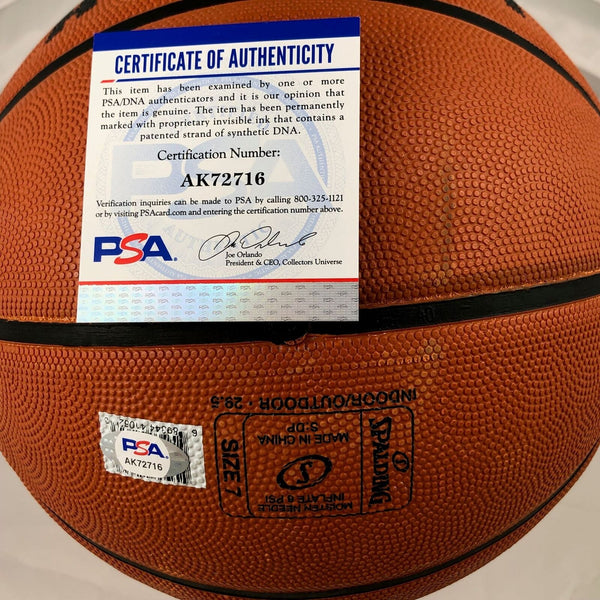 CERTIFICATE OF AUTHENTICITY
This item has been examined by one or more
PSA/DNA authenticators and it is our opinion that
the item is genuine. The item has been permanently
marked with proprietary invisible ink that contains a
patented strand of synthetic DNA.
Certification Number:
AK72716
Verification inquiries can be made to PSA by calling 800-325-1121
or by visiting PSAcard.com and entering the certification number above.
PSA.
Joe Orlando
President & CEO, Collectors Universe
PSA
AK72716
SPALDING
MOISTEN NEEDLE
INFLATE 8 PSI
S
MADE IN CHINA
S-DP
SIZE 7
INDOOR/OUTDOOR · 29.5